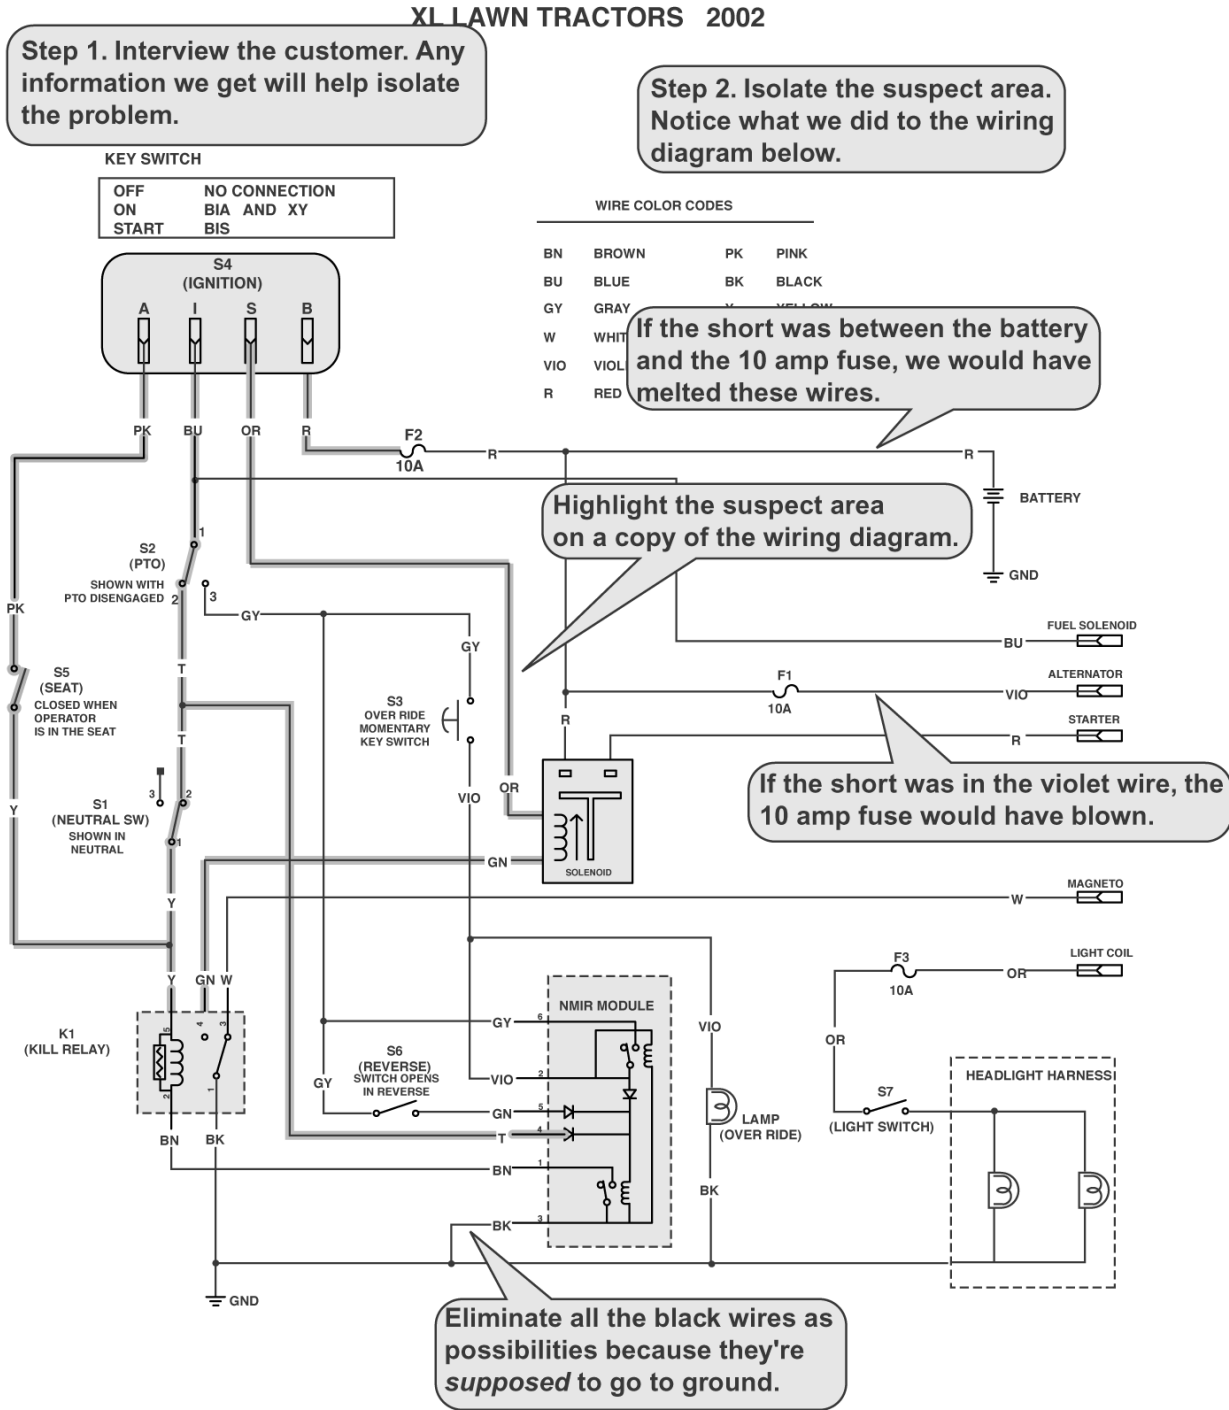 XL LAWN TRACTORS 2002
Step 1. Interview the customer. Any
information we get will help isolate
the problem.
Step 2. Isolate the suspect area.
Notice what we did to the wiring
diagram below.
KEY SWITCH
OFF NO CONNECTION
ON BIA AND XY
START BIS
WIRE COLOR CODES
BN BROWN PK PINK
BU BLUE BK BLACK
GY GRAY
W WHIT
VIO VIOL
R RED
If the short was between the battery
and the 10 amp fuse, we would have
melted these wires.
S4
(IGNITION)
A I S B
PK BU OR R
F2
10A
R
R
BATTERY
GND
Highlight the suspect area
on a copy of the wiring diagram.
1
S2
(PTO)
SHOWN WITH
PTO DISENGAGED
2
3
GY
GY
PK
T
S5
(SEAT)
CLOSED WHEN
OPERATOR
IS IN THE SEAT
S3
OVER RIDE
MOMENTARY
KEY SWITCH
FUEL SOLENOID
BU
F1
10A
ALTERNATOR
VIO
STARTER
R
R
T
If the short was in the violet wire, the
10 amp fuse would have blown.
Y
3
2
S1
(NEUTRAL SW)
SHOWN IN
NEUTRAL
1
VIO
OR
GN
SOLENOID
MAGNETO
W
Y
LIGHT COIL
OR
F3
10A
Y GN W
K1
(KILL RELAY)
5
4
3
2
1
BN BK
NMIR MODULE
GY 6
VIO 2
GN 5
T 4
BN 1
BK 3
S6
(REVERSE)
SWITCH OPENS
IN REVERSE
GY
VIO
LAMP
(OVER RIDE)
BK
OR
S7
(LIGHT SWITCH)
HEADLIGHT HARNESS
GND
Eliminate all the black wires as
possibilities because they're
supposed to go to ground.